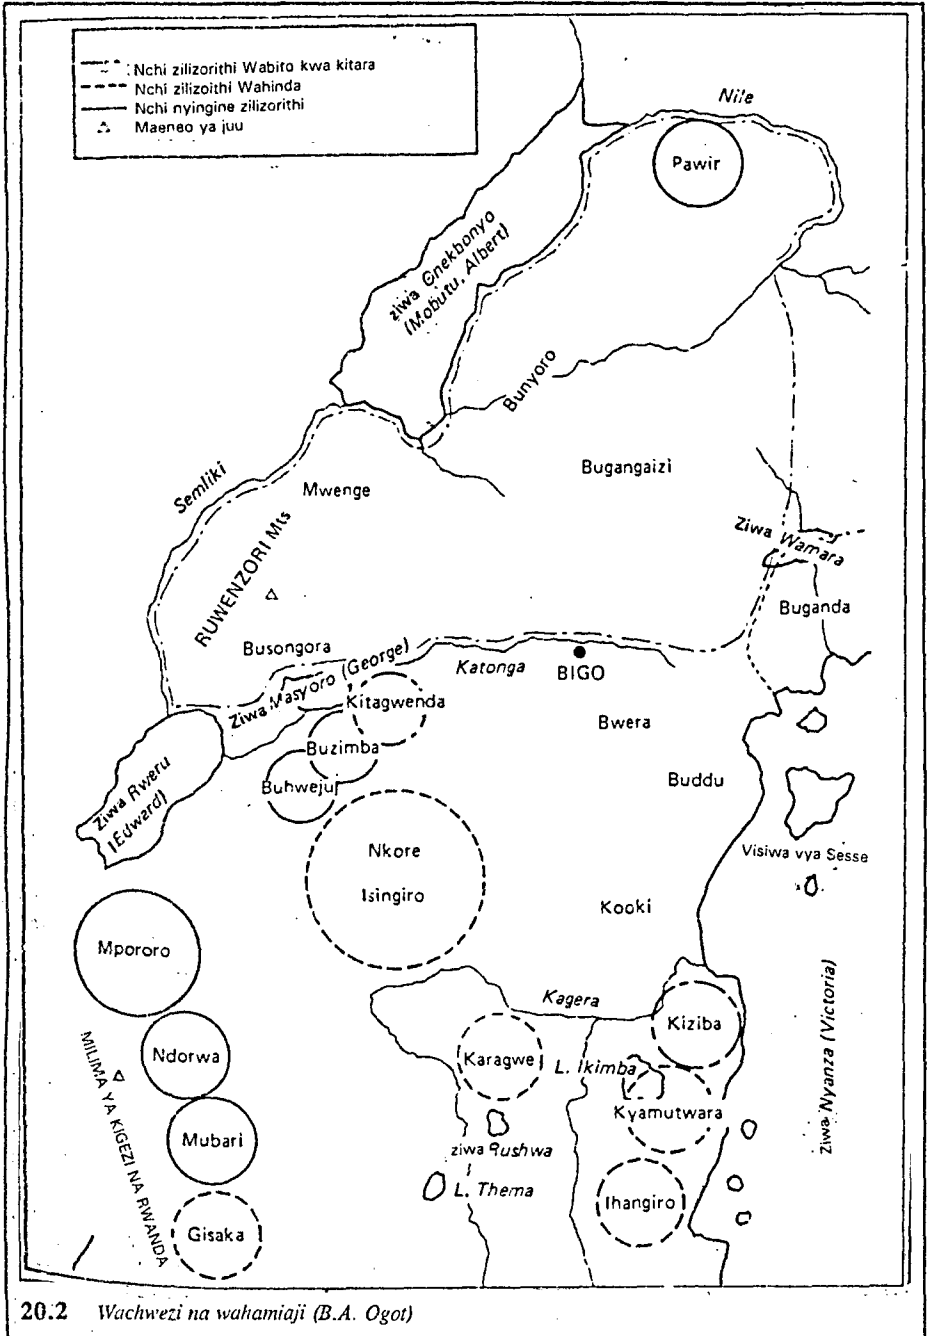 Nchi zilizorithi Wabito kwa kitara
Nchi zilizoithi Wahinda
Nchi nyingine zilizorithi
Maeneo ya juu
Nile
Pawir
ziwa Onekbonyo
(Mobutu, Albert)
Bunyoro
Bugangaizi
Semliki
Mwenge
Ziwa Wamara
RUWENZORI Mts
Buganda
Busongora
Ziwa Masyoro (George)
Katonga
BIGO
Kitagwenda
Bwera
Buzimba
Buhweju
Buddu
Ziwa Rweru
(Edward)
Visiwa vya Sesse
Nkore
Isingiro
Kooki
Mpororo
Kagera
Kiziba
Ziwa Nyanza (Victoria)
Ndorwa
Karagwe
L. Ikimba
MILIMA YA KIGEZI NA RWANDA
Kyamutwara
Mubari
ziwa Rushwa
L. Thema
Ihangiro
Gisaka
20.2 Wachwezi na wahamiaji (B.A. Ogot)